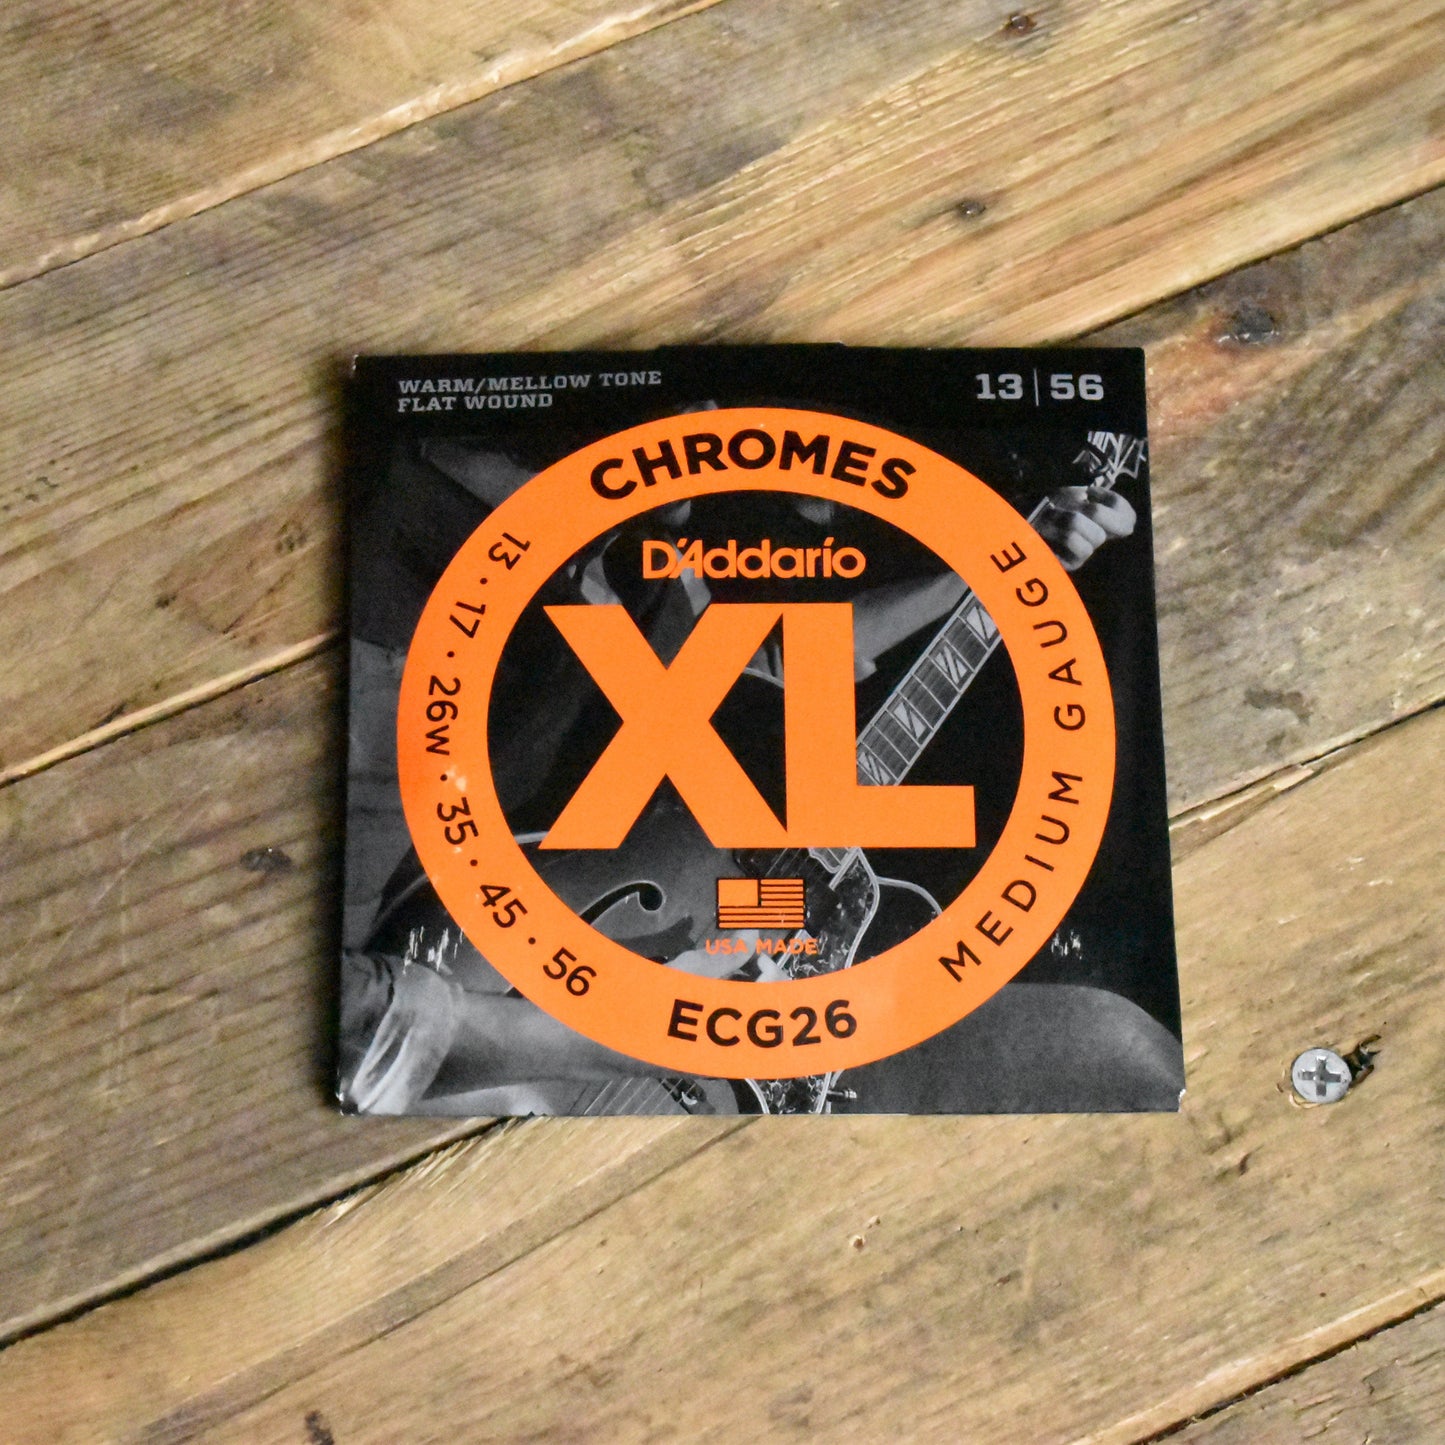 WARM/MELLOW TONE
FLAT WOUND
13 | 56
CHROMES
D'Addario
XL
13 · 17 · 26w · 35 · 45 · 56
MEDIUM GAUGE
USA MADE
ECG26